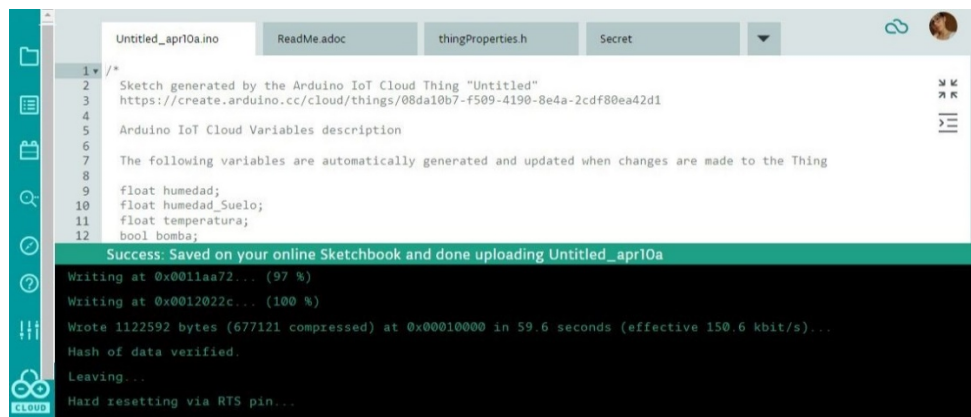 Untitled_apr10a.ino
ReadMe.adoc
thingProperties.h
Secret
1 /*
2 Sketch generated by the Arduino IoT Cloud Thing "Untitled"
3 https://create.arduino.cc/cloud/things/08da10b7-f509-4190-8e4a-2cdf80ea42d1
4
5 Arduino IoT Cloud Variables description
6
7 The following variables are automatically generated and updated when changes are made to the Thing
8
9 float humedad;
10 float humedad_Suelo;
11 float temperatura;
12 bool bomba;
Success: Saved on your online Sketchbook and done uploading Untitled_apr10a
Writing at 0x0011aa72... (97 %)
Writing at 0x0012022c... (100 %)
Wrote 1122592 bytes (677121 compressed) at 0x00010000 in 59.6 seconds (effective 150.6 kbit/s)...
Hash of data verified.
Leaving...
Hard resetting via RTS pin...
CLOUD